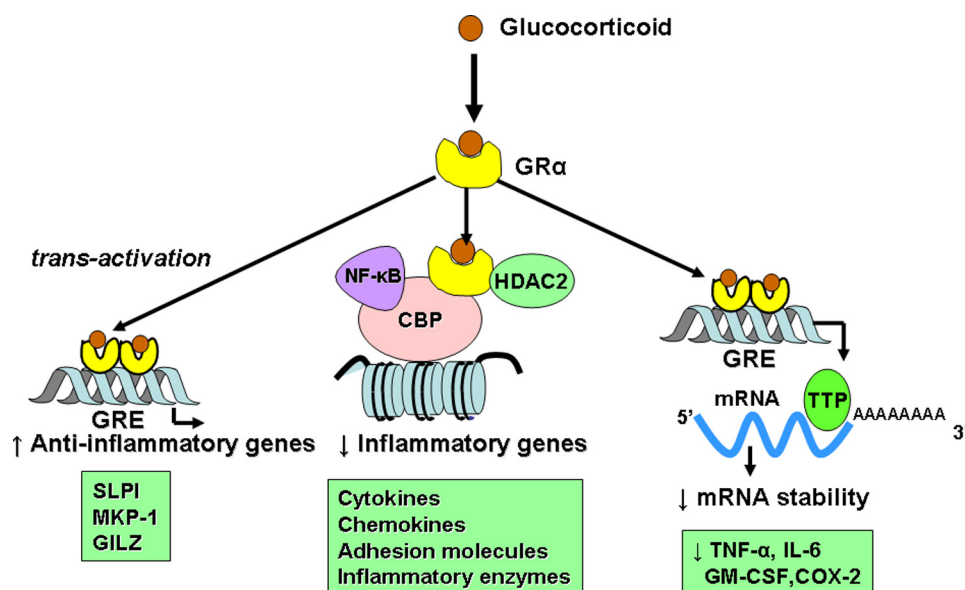 Glucocorticoid
GRα
trans-activation
GRE
↑ Anti-inflammatory genes
SLPI
MKP-1
GILZ
NF-κB
HDAC2
CBP
↓ Inflammatory genes
Cytokines
Chemokines
Adhesion molecules
Inflammatory enzymes
GRE
mRNA
TTP
5’
AAAAAAAA
3
↓ mRNA stability
↓ TNF-α, IL-6
GM-CSF,COX-2